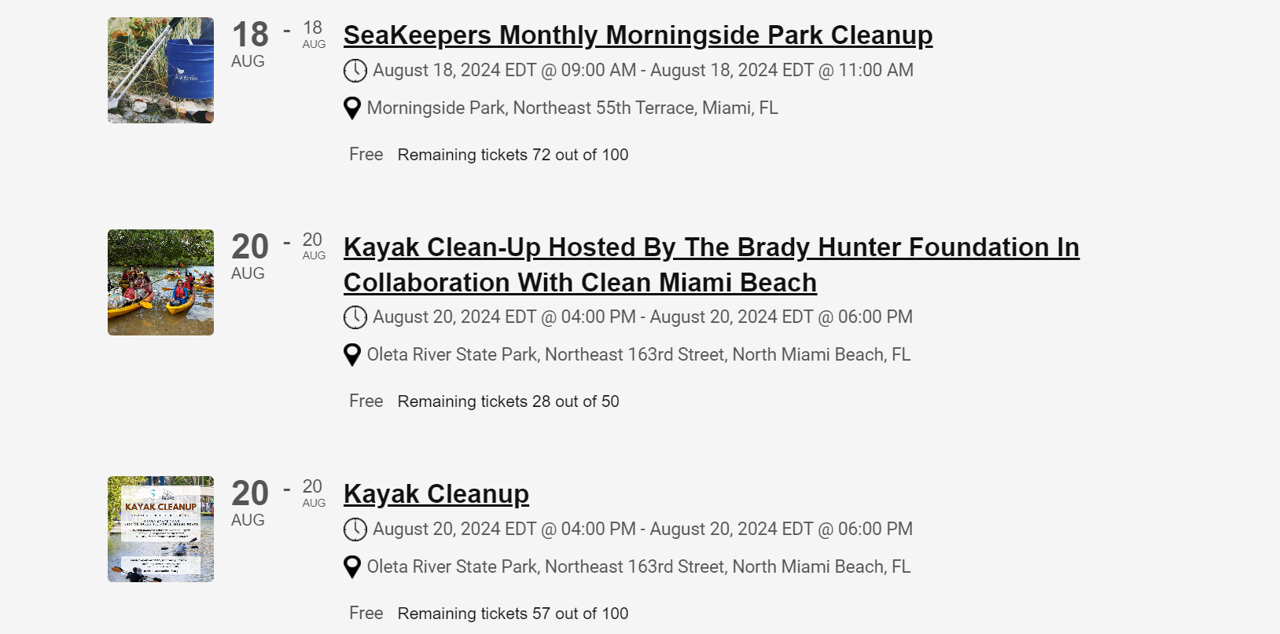 18 - 18
AUG AUG
SeaKeepers Monthly Morningside Park Cleanup
August 18, 2024 EDT @ 09:00 AM - August 18, 2024 EDT @ 11:00 AM
Morningside Park, Northeast 55th Terrace, Miami, FL
Free Remaining tickets 72 out of 100
20 - 20
AUG AUG
Kayak Clean-Up Hosted By The Brady Hunter Foundation In
Collaboration With Clean Miami Beach
August 20, 2024 EDT @ 04:00 PM - August 20, 2024 EDT @ 06:00 PM
Oleta River State Park, Northeast 163rd Street, North Miami Beach, FL
Free Remaining tickets 28 out of 50
KAYAK CLEANUP
20 - 20
AUG AUG
Kayak Cleanup
August 20, 2024 EDT @ 04:00 PM - August 20, 2024 EDT @ 06:00 PM
Oleta River State Park, Northeast 163rd Street, North Miami Beach, FL
Free Remaining tickets 57 out of 100